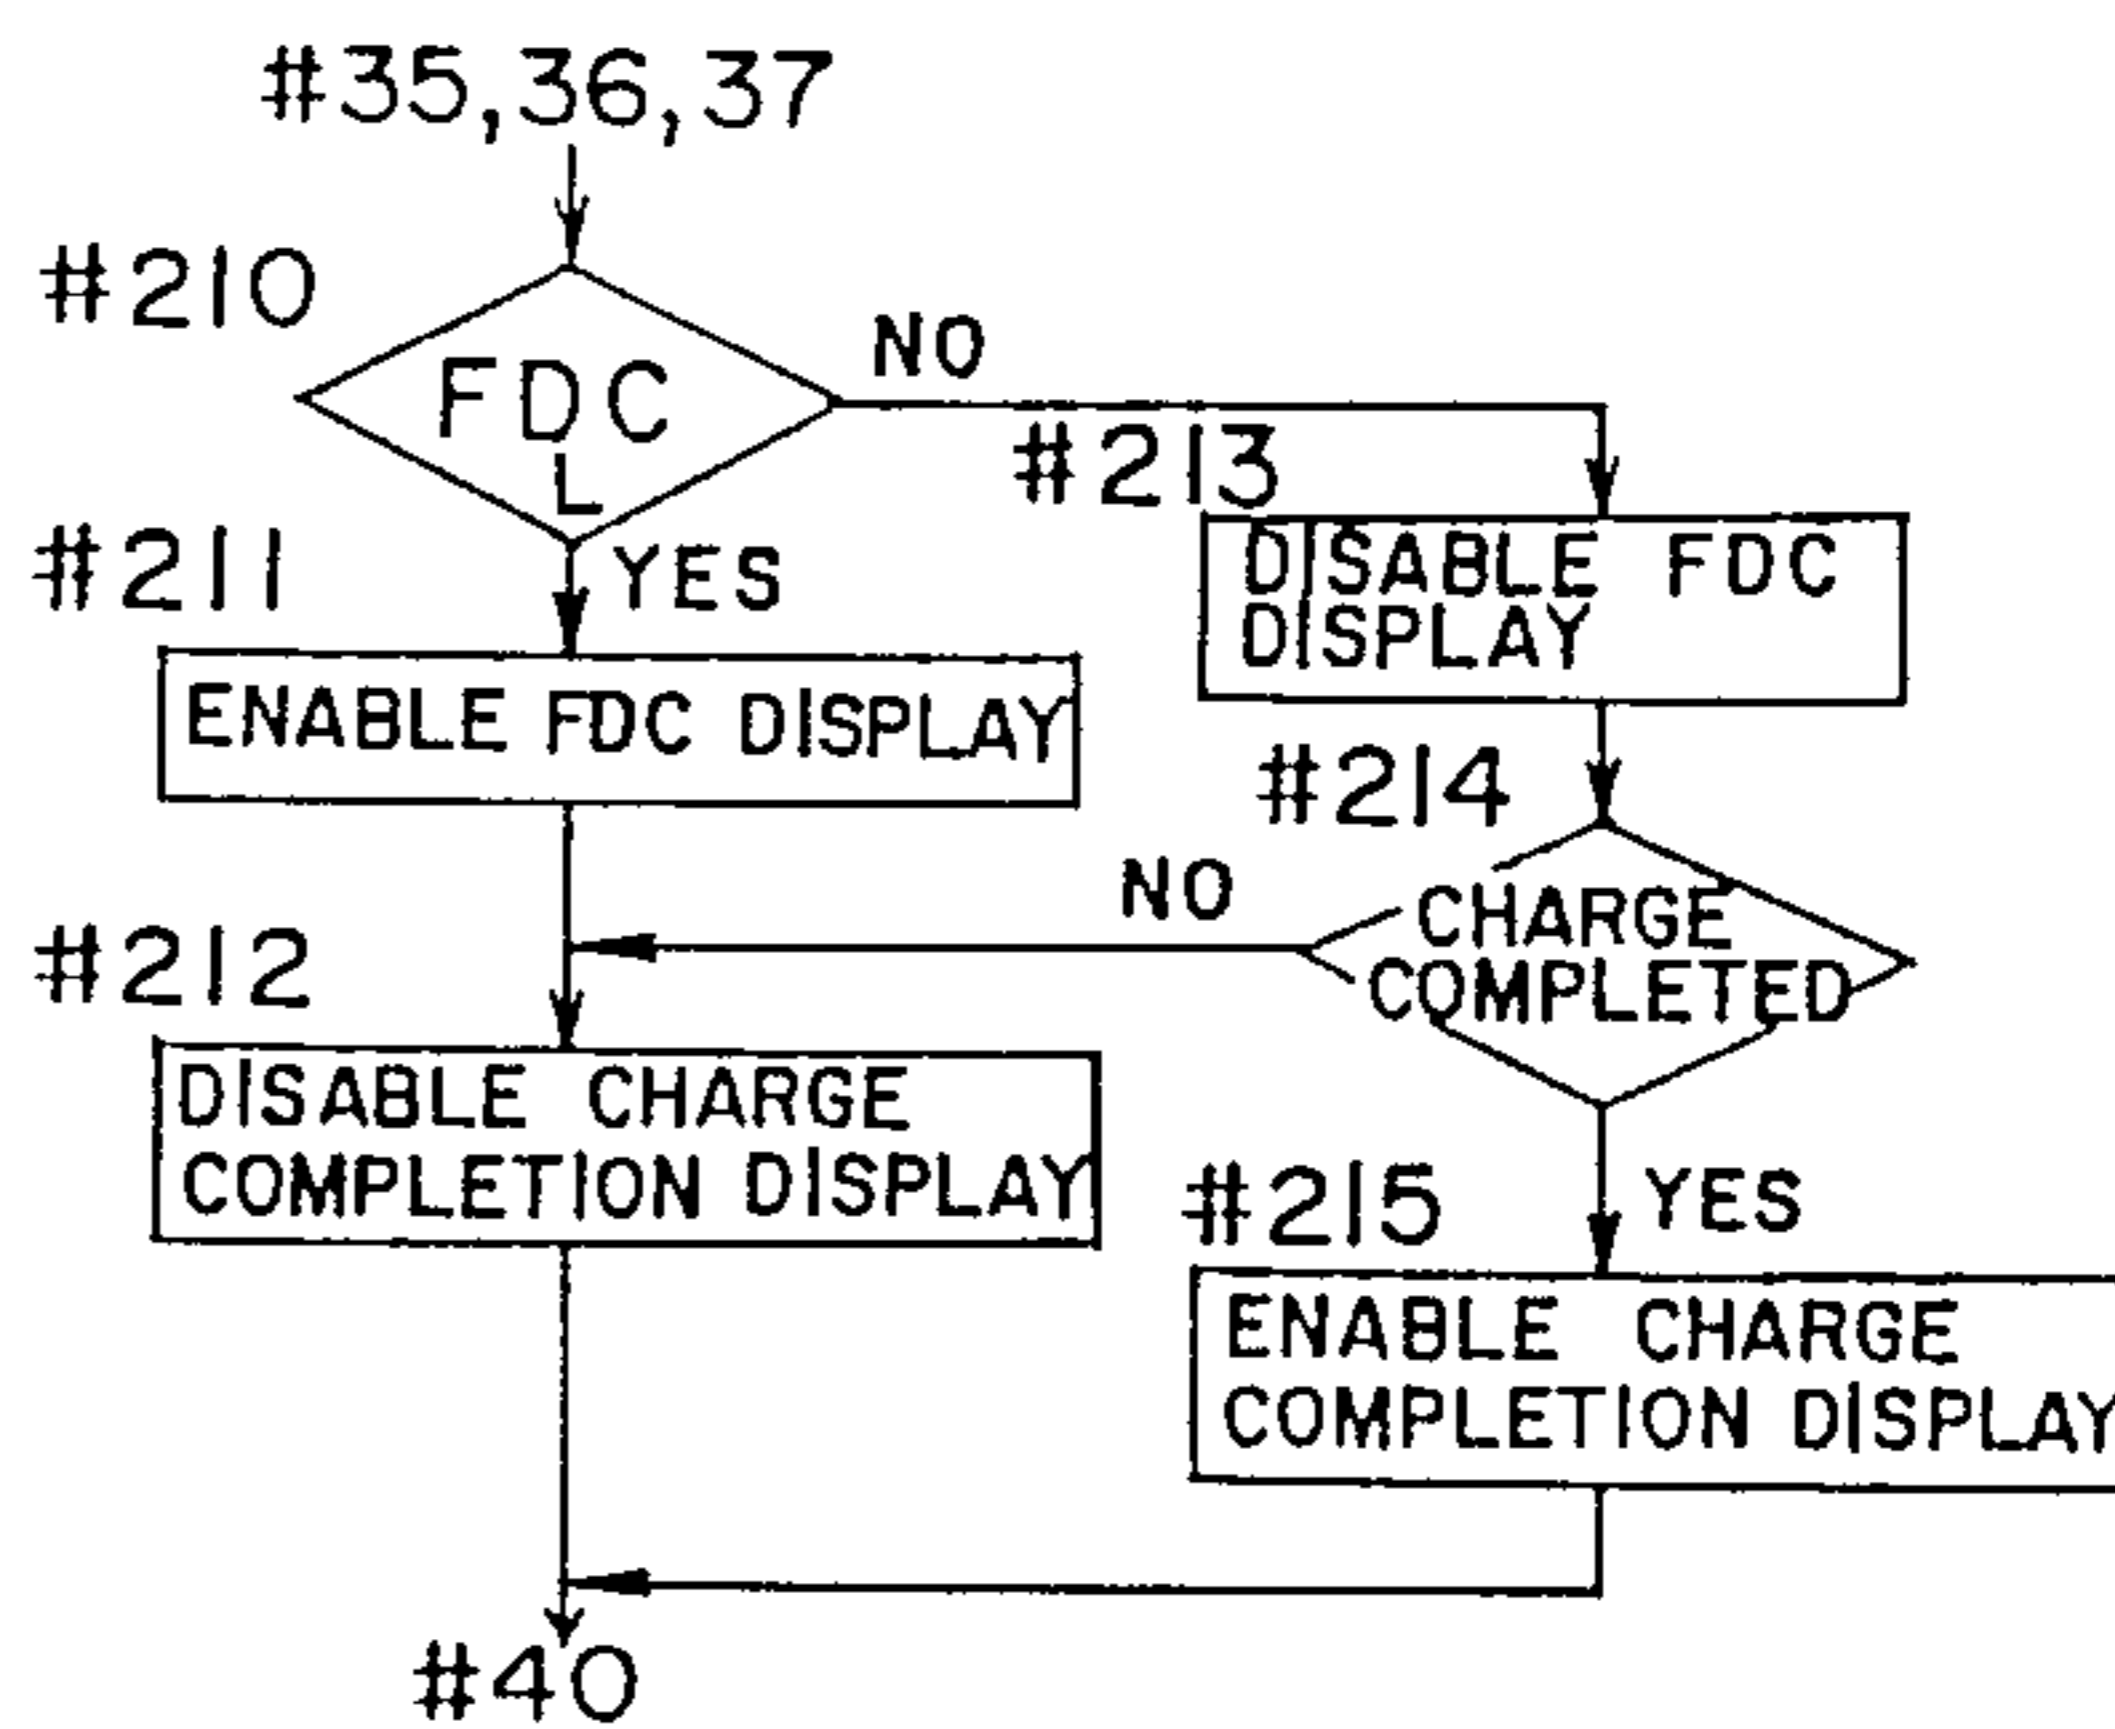 #35,36,37
#210
FDC
L
NO
#213
DISABLE FDC
DISPLAY
#211
YES
ENABLE FDC DISPLAY
#214
NO
CHARGE
COMPLETED
#212
DISABLE CHARGE
COMPLETION DISPLAY
#215
YES
ENABLE CHARGE
COMPLETION DISPLAY
#40